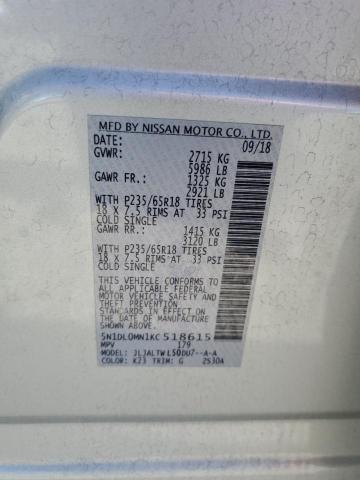 MFD BY NISSAN MOTOR CO., LTD.
DATE: 09/18
GVWR: 2715 KG
5986 LB
GAWR FR.: 1325 KG
2921 LB
WITH P235/65R18 TIRES
18 X 7.5 RIMS AT 33 PSI
COLD SINGLE
GAWR RR.: 1415 KG
3120 LB
WITH P235/65R18 TIRES
18 X 7.5 RIMS AT 33 PSI
COLD SINGLE
THIS VEHICLE CONFORMS TO
ALL APPLICABLE FEDERAL
MOTOR VEHICLE SAFETY
AND THEFT PREVENTION
STANDARDS IN EFFECT ON
THE DATE OF MANUFACTURE
SHOWN ABOVE.
5N1DL0MN1KC518615
MPV 179
MODEL: JLJALTWL50DU7--A-A
COLOR: K23 TRIM: G 2530A